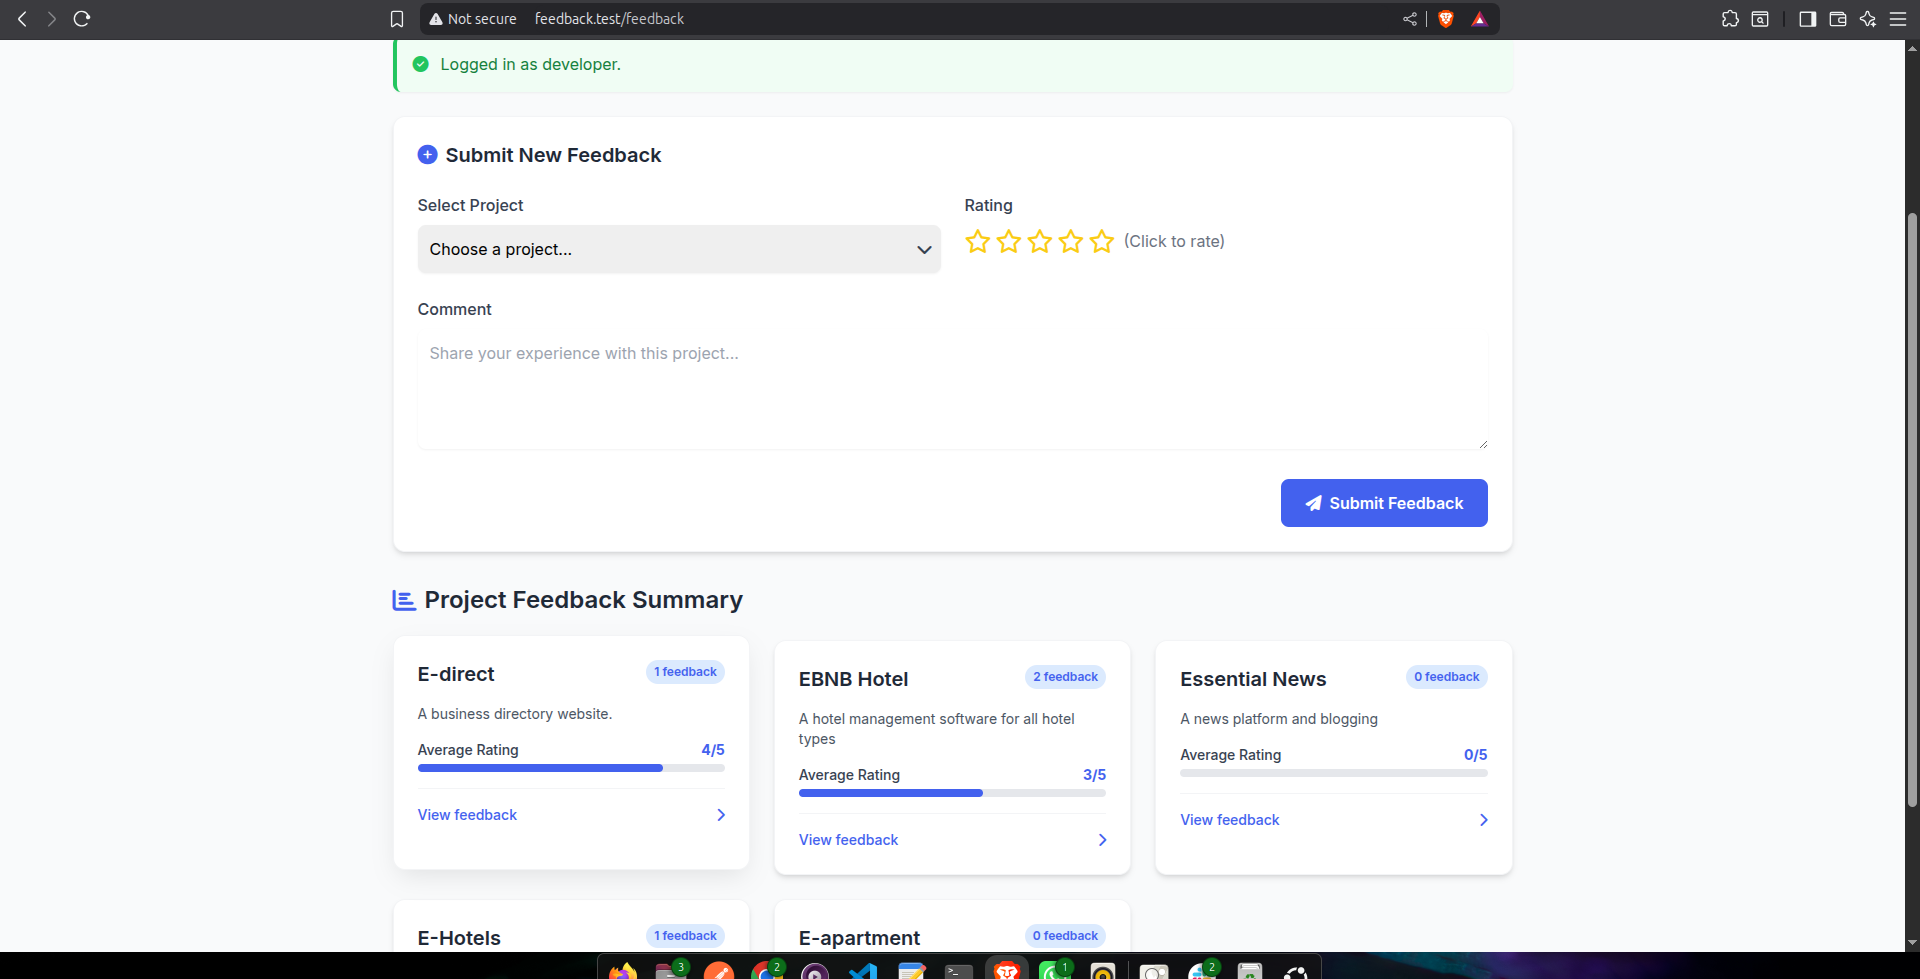 Not secure feedback.test/feedback
Logged in as developer.
Submit New Feedback
Select Project
Rating
Choose a project...
(Click to rate)
Comment
Share your experience with this project...
Submit Feedback
Project Feedback Summary
E-direct
1 feedback
A business directory website.
Average Rating
4/5
View feedback
EBNB Hotel
2 feedback
A hotel management software for all hotel
types
Average Rating
3/5
View feedback
Essential News
0 feedback
A news platform and blogging
Average Rating
0/5
View feedback
E-Hotels
1 feedback
E-apartment
0 feedback
3
2
1
2